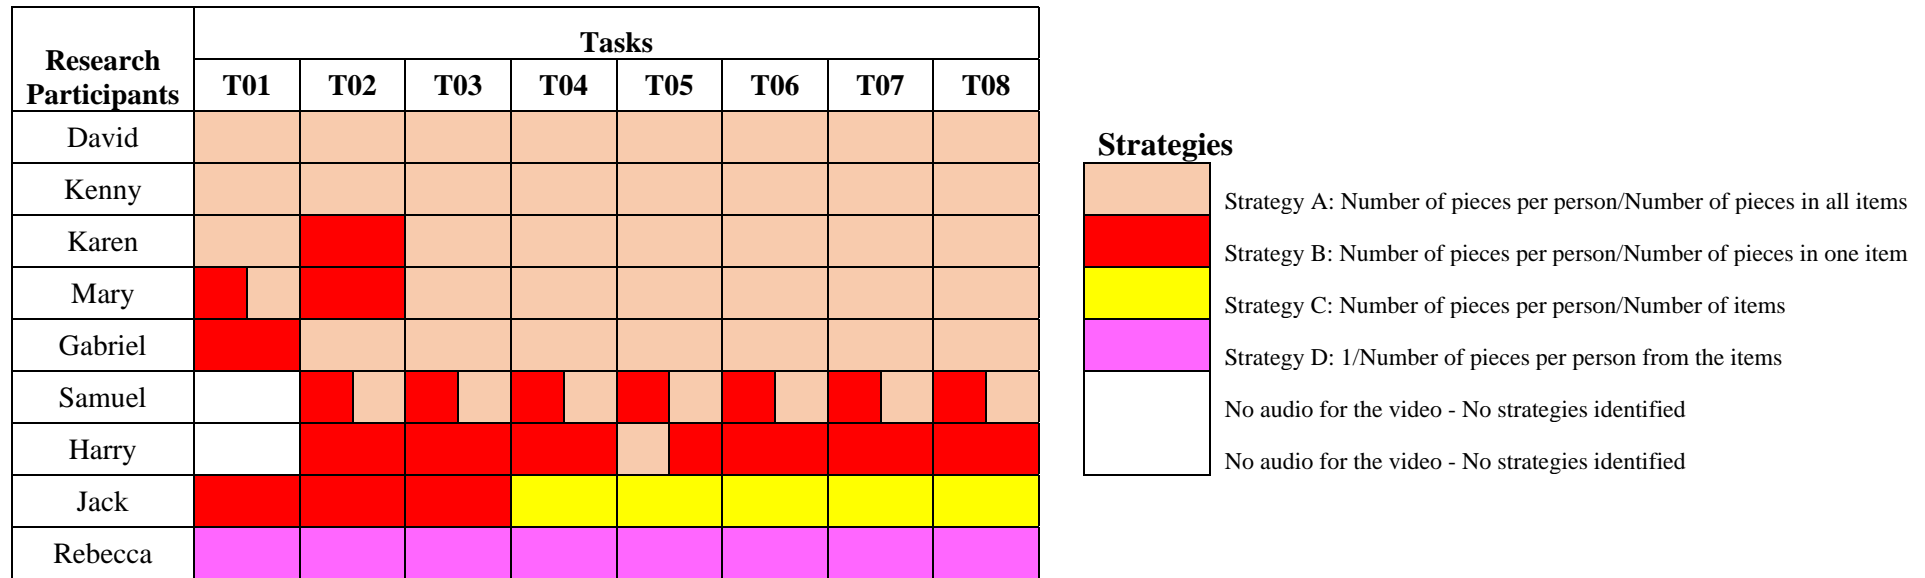 Research
Participants
Tasks
T01 T02 T03 T04 T05 T06 T07 T08
David
Kenny
Karen
Mary
Gabriel
Samuel
Harry
Jack
Rebecca
Strategies
Strategy A: Number of pieces per person/Number of pieces in all items
Strategy B: Number of pieces per person/Number of pieces in one item
Strategy C: Number of pieces per person/Number of items
Strategy D: 1/Number of pieces per person from the items
No audio for the video - No strategies identified
No audio for the video - No strategies identified